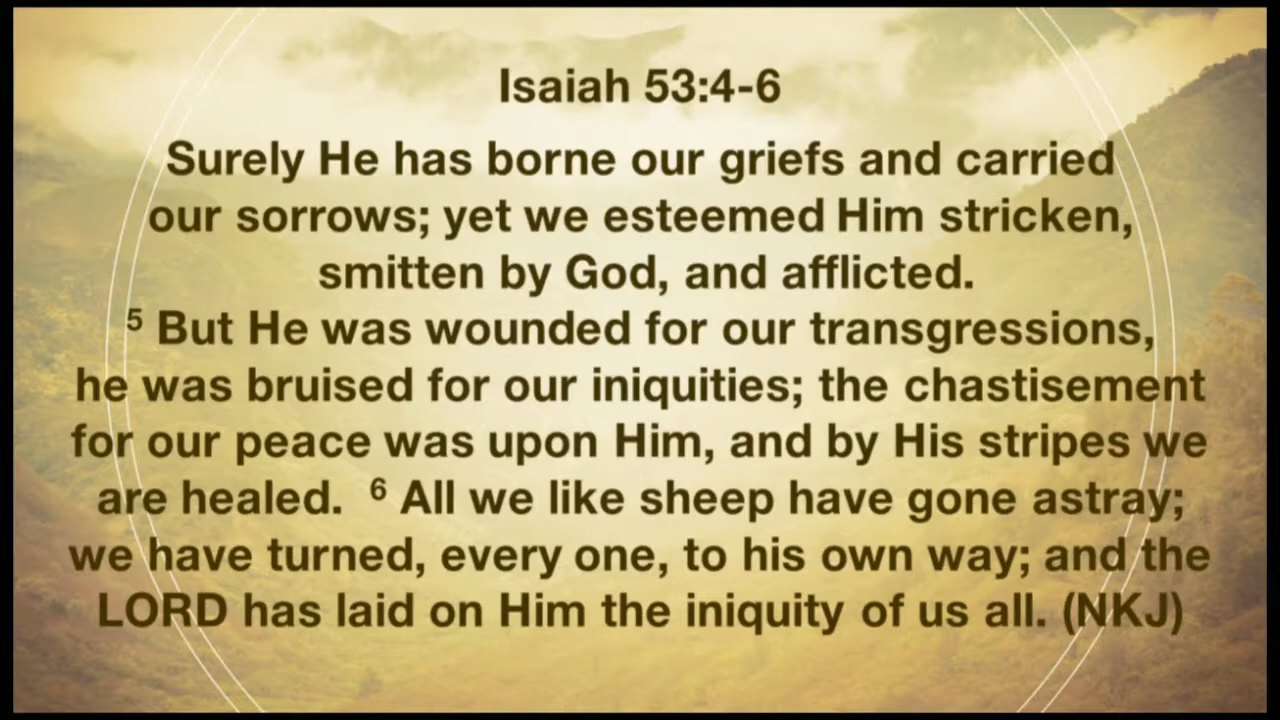 Isaiah 53:4-6
Surely He has borne our griefs and carried
our sorrows; yet we esteemed Him stricken,
smitten by God, and afflicted.
⁵ But He was wounded for our transgressions,
he was bruised for our iniquities; the chastisement
for our peace was upon Him, and by His stripes we
are healed. ⁶ All we like sheep have gone astray;
we have turned, every one, to his own way; and the
LORD has laid on Him the iniquity of us all. (NKJ)